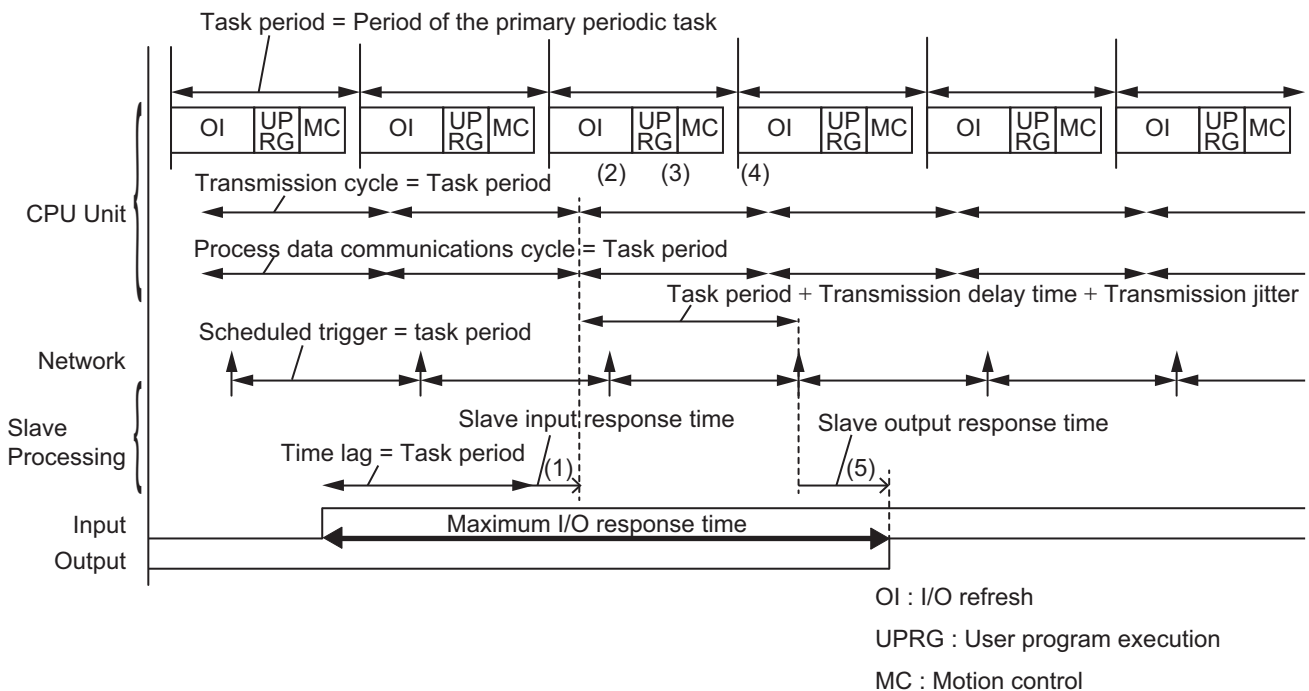 Task period = Period of the primary periodic task
OI UP RG MC OI UP RG MC OI UP RG MC OI UP RG MC OI UP RG MC OI UP RG MC
(2) (3) (4)
Transmission cycle = Task period
CPU Unit
Process data communications cycle = Task period
Task period + Transmission delay time + Transmission jitter
Scheduled trigger = task period
Network
Slave input response time
Slave output response time
Slave
Processing
Time lag = Task period
(1) (5)
Input
Maximum I/O response time
Output
OI : I/O refresh
UPRG : User program execution
MC : Motion control